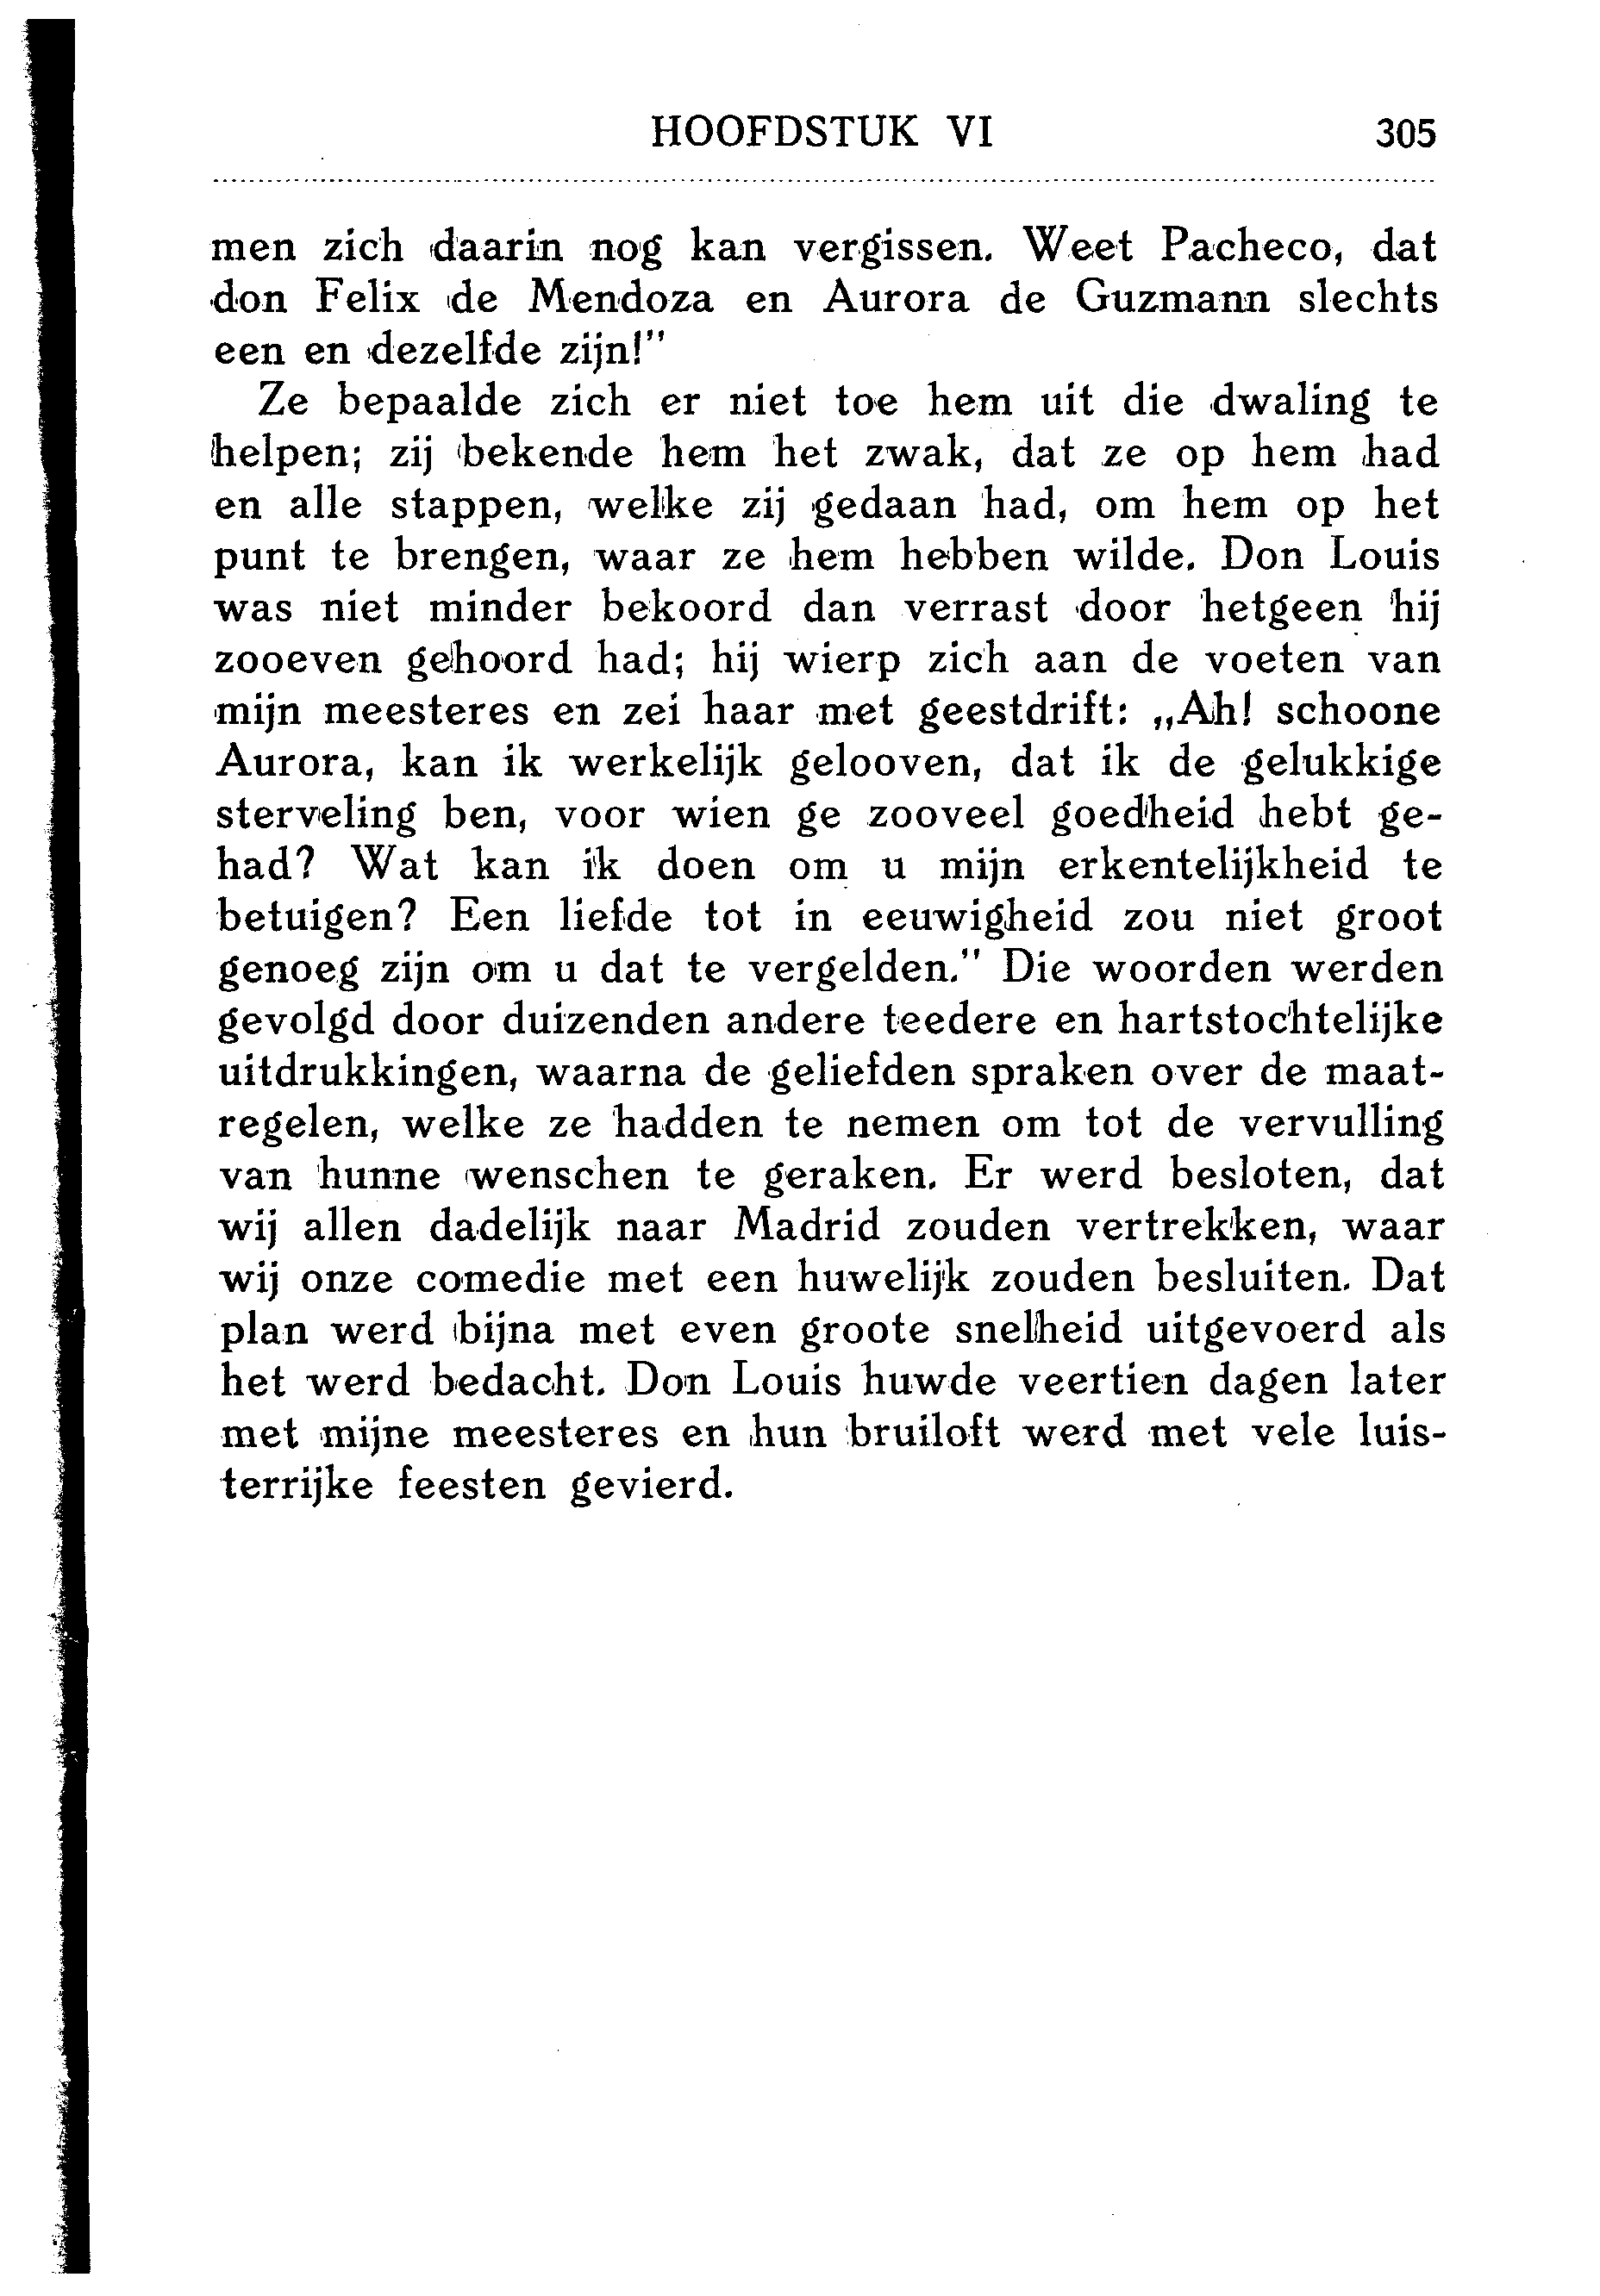 HOOFDSTUK VI 305
men zich daarin nog kan vergissen. Weet Pacheco, dat
don Felix de Mendoza en Aurora de Guzmann slechts
een en dezelfde zijn!"
Ze bepaalde zich er niet toe hem uit die dwaling te
helpen; zij bekende hem het zwak, dat ze op hem had
en alle stappen, welke zij gedaan had, om hem op het
punt te brengen, waar ze hem hebben wilde. Don Louis
was niet minder bekoord dan verrast door hetgeen hij
zooeven gehoord had; hij wierp zich aan de voeten van
mijn meesteres en zei haar met geestdrift: „Ah! schoone
Aurora, kan ik werkelijk gelooven, dat ik de gelukkige
sterveling ben, voor wien ge zooveel goedheid hebt ge-
had? Wat kan ik doen om u mijn erkentelijkheid te
betuigen? Een liefde tot in eeuwigheid zou niet groot
genoeg zijn om u dat te vergelden." Die woorden werden
gevolgd door duizenden andere teedere en hartstochtelijke
uitdrukkingen, waarna de geliefden spraken over de maat-
regelen, welke ze hadden te nemen om tot de vervulling
van hunne wenschen te geraken. Er werd besloten, dat
wij allen dadelijk naar Madrid zouden vertrekken, waar
wij onze comedie met een huwelijk zouden besluiten. Dat
plan werd bijna met even groote snelheid uitgevoerd als
het werd bedacht. Don Louis huwde veertien dagen later
met mijne meesteres en hun bruiloft werd met vele luis-
terrijke feesten gevierd.